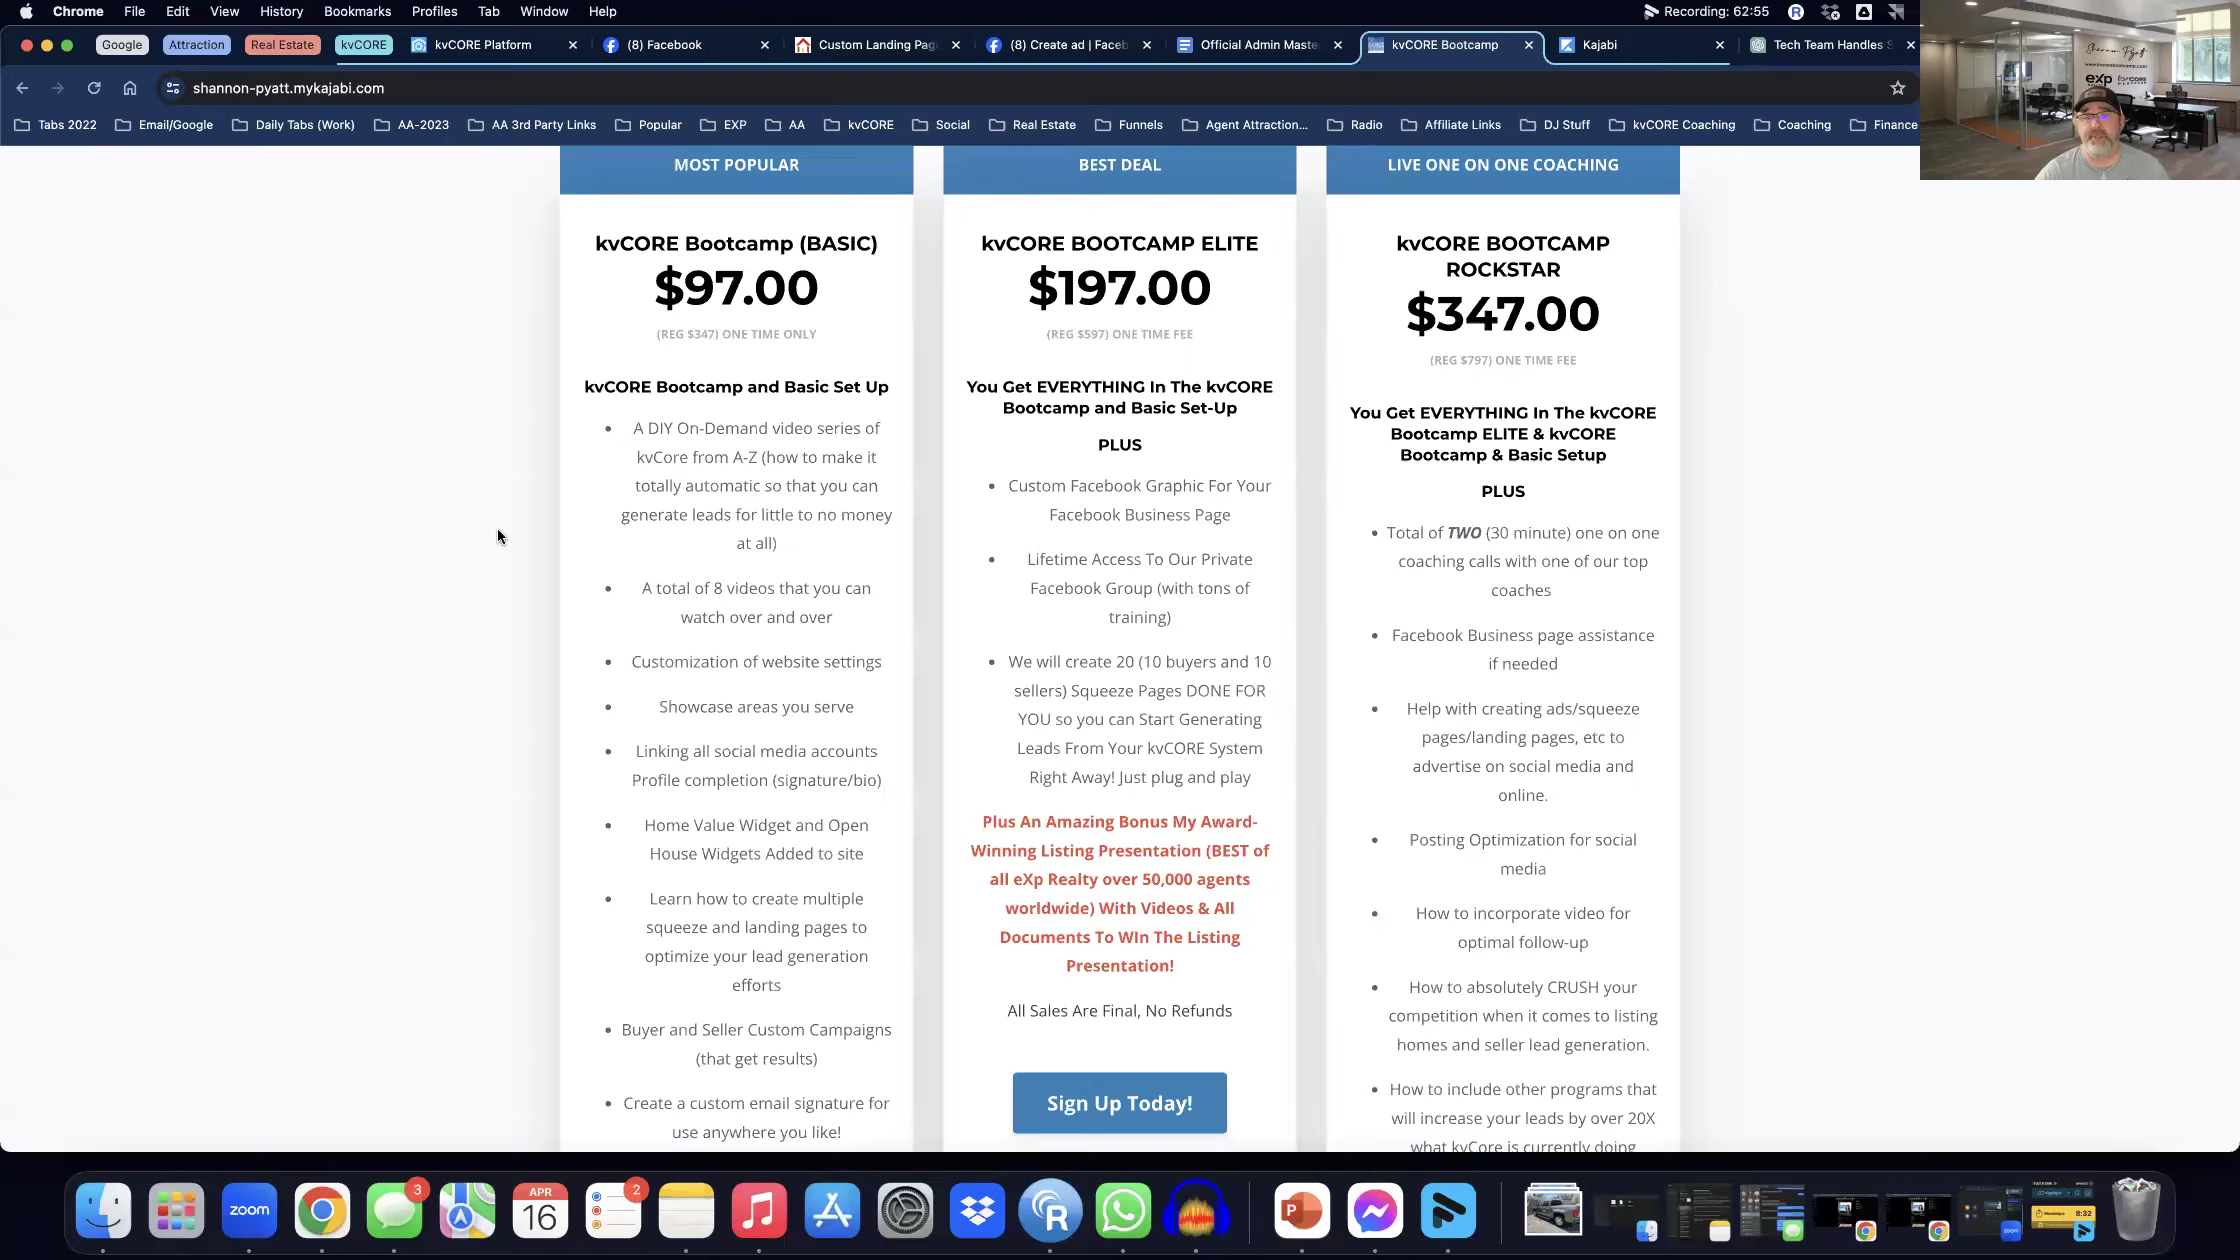 Chrome File Edit View History Bookmarks Profiles Tab Window Help
Recording: 62:55
Google Attraction Real Estate kvCORE kvCORE Platform (8) Facebook Custom Landing Pag (8) Create ad | Faceb Official Admin Maste kvCORE Bootcamp Kajabi Tech Team Handles S
shannon-pyatt.mykajabi.com
Tabs 2022 Email/Google Daily Tabs (Work) AA-2023 AA 3rd Party Links Popular EXP AA kvCORE Social Real Estate Funnels Agent Attraction... Radio Affiliate Links DJ Stuff kvCORE Coaching Coaching Finance
Shannon Pyatt
www.kvcorebootcamp.com
eXp
MOST POPULAR
kvCORE Bootcamp (BASIC)
$97.00
(REG $347) ONE TIME ONLY
kvCORE Bootcamp and Basic Set Up
• A DIY On-Demand video series of
kvCore from A-Z (how to make it
totally automatic so that you can
generate leads for little to no money
at all)
• A total of 8 videos that you can
watch over and over
• Customization of website settings
• Showcase areas you serve
• Linking all social media accounts
Profile completion (signature/bio)
• Home Value Widget and Open
House Widgets Added to site
• Learn how to create multiple
squeeze and landing pages to
optimize your lead generation
efforts
• Buyer and Seller Custom Campaigns
(that get results)
• Create a custom email signature for
use anywhere you like!
BEST DEAL
kvCORE BOOTCAMP ELITE
$197.00
(REG $597) ONE TIME FEE
You Get EVERYTHING In The kvCORE
Bootcamp and Basic Set-Up
PLUS
• Custom Facebook Graphic For Your
Facebook Business Page
• Lifetime Access To Our Private
Facebook Group (with tons of
training)
• We will create 20 (10 buyers and 10
sellers) Squeeze Pages DONE FOR
YOU so you can Start Generating
Leads From Your kvCORE System
Right Away! Just plug and play
Plus An Amazing Bonus My Award-
Winning Listing Presentation (BEST of
all eXp Realty over 50,000 agents
worldwide) With Videos & All
Documents To WIn The Listing
Presentation!
All Sales Are Final, No Refunds
Sign Up Today!
LIVE ONE ON ONE COACHING
kvCORE BOOTCAMP
ROCKSTAR
$347.00
(REG $797) ONE TIME FEE
You Get EVERYTHING In The kvCORE
Bootcamp ELITE & kvCORE
Bootcamp & Basic Setup
PLUS
• Total of TWO (30 minute) one on one
coaching calls with one of our top
coaches
• Facebook Business page assistance
if needed
• Help with creating ads/squeeze
pages/landing pages, etc to
advertise on social media and
online.
• Posting Optimization for social
media
• How to incorporate video for
optimal follow-up
• How to absolutely CRUSH your
competition when it comes to listing
homes and seller lead generation.
• How to include other programs that
will increase your leads by over 20X
what kvCore is currently doing
zoom
3
APR
16
2
8:32